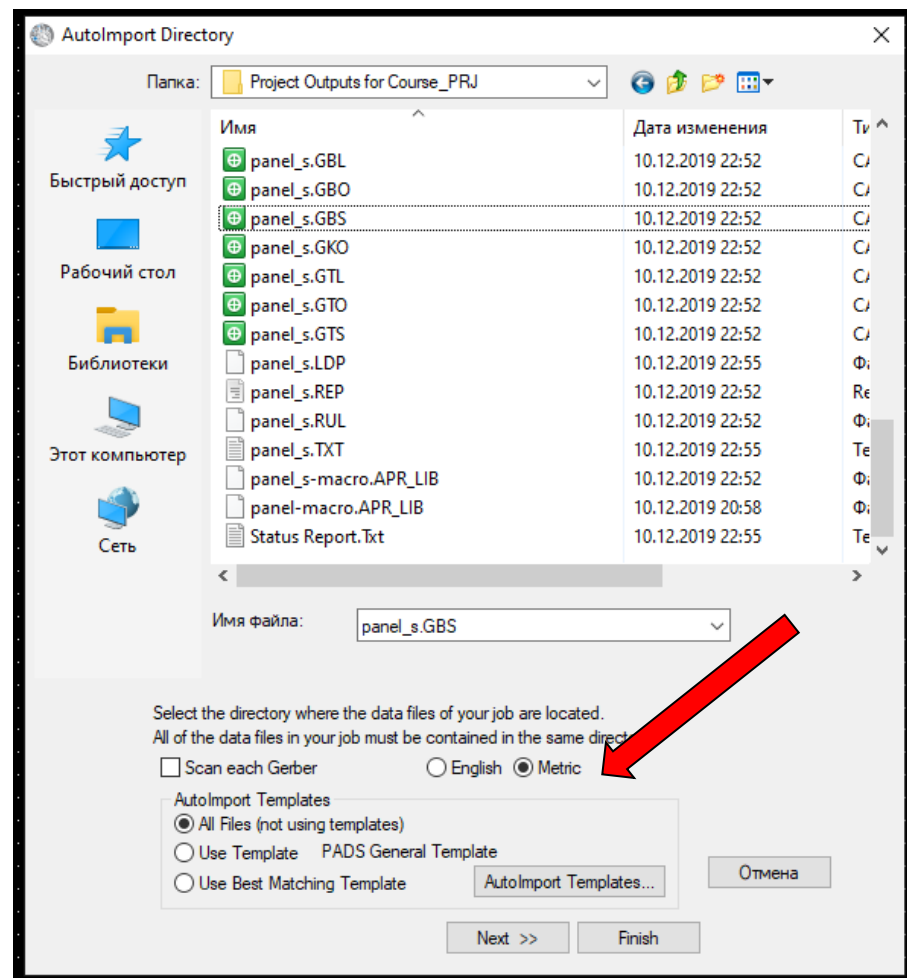 AutoImport Directory
Папка: Project Outputs for Course_PRJ
Имя Дата изменения
panel_s.GBL 10.12.2019 22:52
panel_s.GBO 10.12.2019 22:52
panel_s.GBS 10.12.2019 22:52
panel_s.GKO 10.12.2019 22:52
panel_s.GTL 10.12.2019 22:52
panel_s.GTO 10.12.2019 22:52
panel_s.GTS 10.12.2019 22:52
panel_s.LDP 10.12.2019 22:55
panel_s.REP 10.12.2019 22:52
panel_s.RUL 10.12.2019 22:52
panel_s.TXT 10.12.2019 22:55
panel_s-macro.APR_LIB 10.12.2019 22:52
panel-macro.APR_LIB 10.12.2019 20:58
Status Report.Txt 10.12.2019 22:55
Быстрый доступ
Рабочий стол
Библиотеки
Этот компьютер
Сеть
Имя файла: panel_s.GBS
Select the directory where the data files of your job are located.
All of the data files in your job must be contained in the same
Scan each Gerber English Metric
AutoImport Templates
All Files (not using templates)
Use Template PADS General Template
Use Best Matching Template AutoImport Templates...
Отмена
Next >> Finish